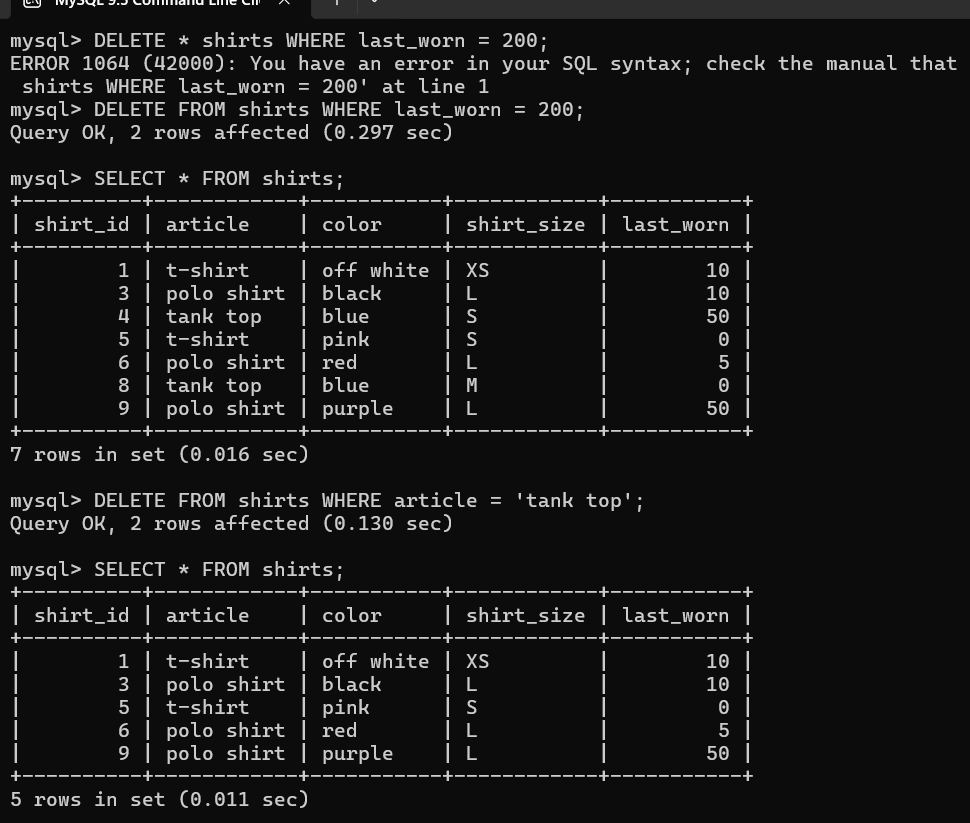 MySQL 9.5 Command Line Cli
mysql> DELETE * shirts WHERE last_worn = 200;
ERROR 1064 (42000): You have an error in your SQL syntax; check the manual that
 shirts WHERE last_worn = 200' at line 1
mysql> DELETE FROM shirts WHERE last_worn = 200;
Query OK, 2 rows affected (0.297 sec)

mysql> SELECT * FROM shirts;
+----------+------------+-----------+------------+-----------+
| shirt_id | article    | color     | shirt_size | last_worn |
+----------+------------+-----------+------------+-----------+
|        1 | t-shirt    | off white | XS         |        10 |
|        3 | polo shirt | black     | L          |        10 |
|        4 | tank top   | blue      | S          |        50 |
|        5 | t-shirt    | pink      | S          |         0 |
|        6 | polo shirt | red       | L          |         5 |
|        8 | tank top   | blue      | M          |         0 |
|        9 | polo shirt | purple    | L          |        50 |
+----------+------------+-----------+------------+-----------+
7 rows in set (0.016 sec)

mysql> DELETE FROM shirts WHERE article = 'tank top';
Query OK, 2 rows affected (0.130 sec)

mysql> SELECT * FROM shirts;
+----------+------------+-----------+------------+-----------+
| shirt_id | article    | color     | shirt_size | last_worn |
+----------+------------+-----------+------------+-----------+
|        1 | t-shirt    | off white | XS         |        10 |
|        3 | polo shirt | black     | L          |        10 |
|        5 | t-shirt    | pink      | S          |         0 |
|        6 | polo shirt | red       | L          |         5 |
|        9 | polo shirt | purple    | L          |        50 |
+----------+------------+-----------+------------+-----------+
5 rows in set (0.011 sec)